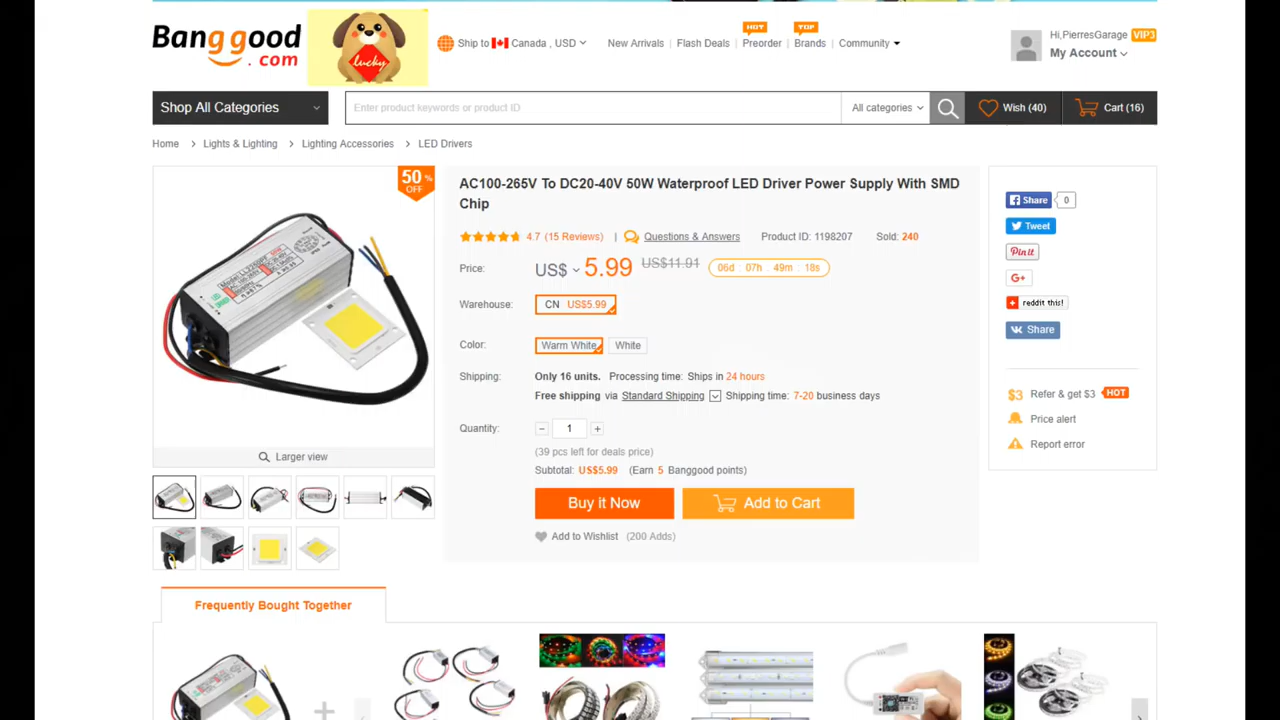 Banggood
.com
lucky
Ship to Canada , USD
New Arrivals
Flash Deals
HOT
Preorder
TOP
Brands
Community
Hi,PierresGarage VIP3
My Account
Shop All Categories
Enter product keywords or product ID
All categories
Wish (40)
Cart (16)
Home > Lights & Lighting > Lighting Accessories > LED Drivers
50 %
OFF
AC100-265V To DC20-40V 50W Waterproof LED Driver Power Supply With SMD
Chip
4.7 (15 Reviews) | Questions & Answers Product ID: 1198207 Sold: 240
Price: US$ 5.99 US$11.91 06d : 07h : 49m : 18s
Warehouse: CN US$5.99
Color: Warm White White
Shipping: Only 16 units. Processing time: Ships in 24 hours
Free shipping via Standard Shipping Shipping time: 7-20 business days
Quantity: - 1 +
(39 pcs left for deals price)
Subtotal: US$5.99 (Earn 5 Banggood points)
Buy it Now
Add to Cart
Add to Wishlist (200 Adds)
Larger view
Share 0
Tweet
Pin it
G+
reddit this!
Share
$3 Refer & get $3 HOT
Price alert
Report error
Frequently Bought Together